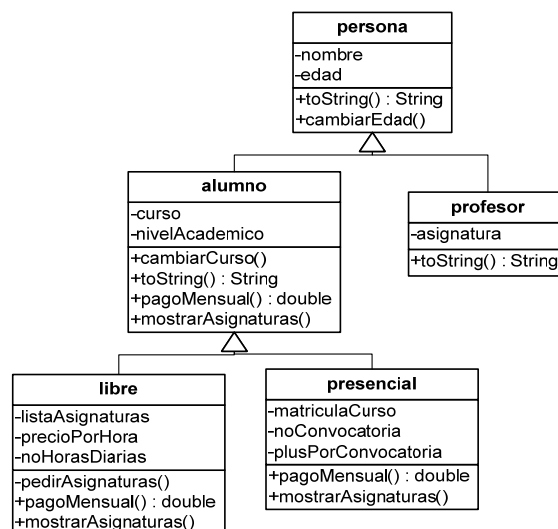 persona
-nombre
-edad
+toString() : String
+cambiarEdad()
alumno
-curso
-nivelAcademico
+cambiarCurso()
+toString() : String
+pagoMensual() : double
+mostrarAsignaturas()
profesor
-asignatura
+toString() : String
libre
-listaAsignaturas
-precioPorHora
-noHorasDiarias
-pedirAsignaturas()
+pagoMensual() : double
+mostrarAsignaturas()
presencial
-matriculaCurso
-noConvocatoria
-plusPorConvocatoria
+pagoMensual() : double
+mostrarAsignaturas()